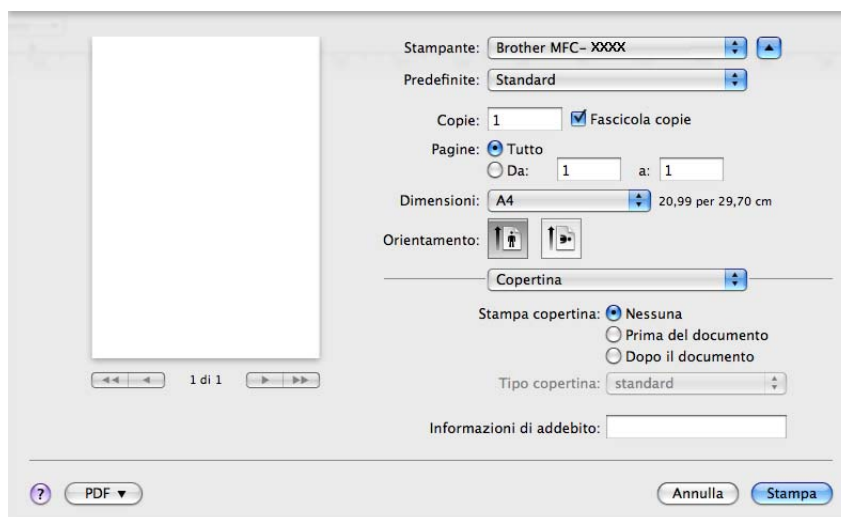 Stampante: Brother MFC- XXXX
Predefinite: Standard
Copie: 1 Fascicola copie
Pagine: Tutto
Da: 1 a: 1
Dimensioni: A4 20,99 per 29,70 cm
Orientamento:
Copertina
Stampa copertina: Nessuna
Prima del documento
Dopo il documento
1 di 1
Tipo copertina: standard
Informazioni di addebito:
? PDF Annulla Stampa